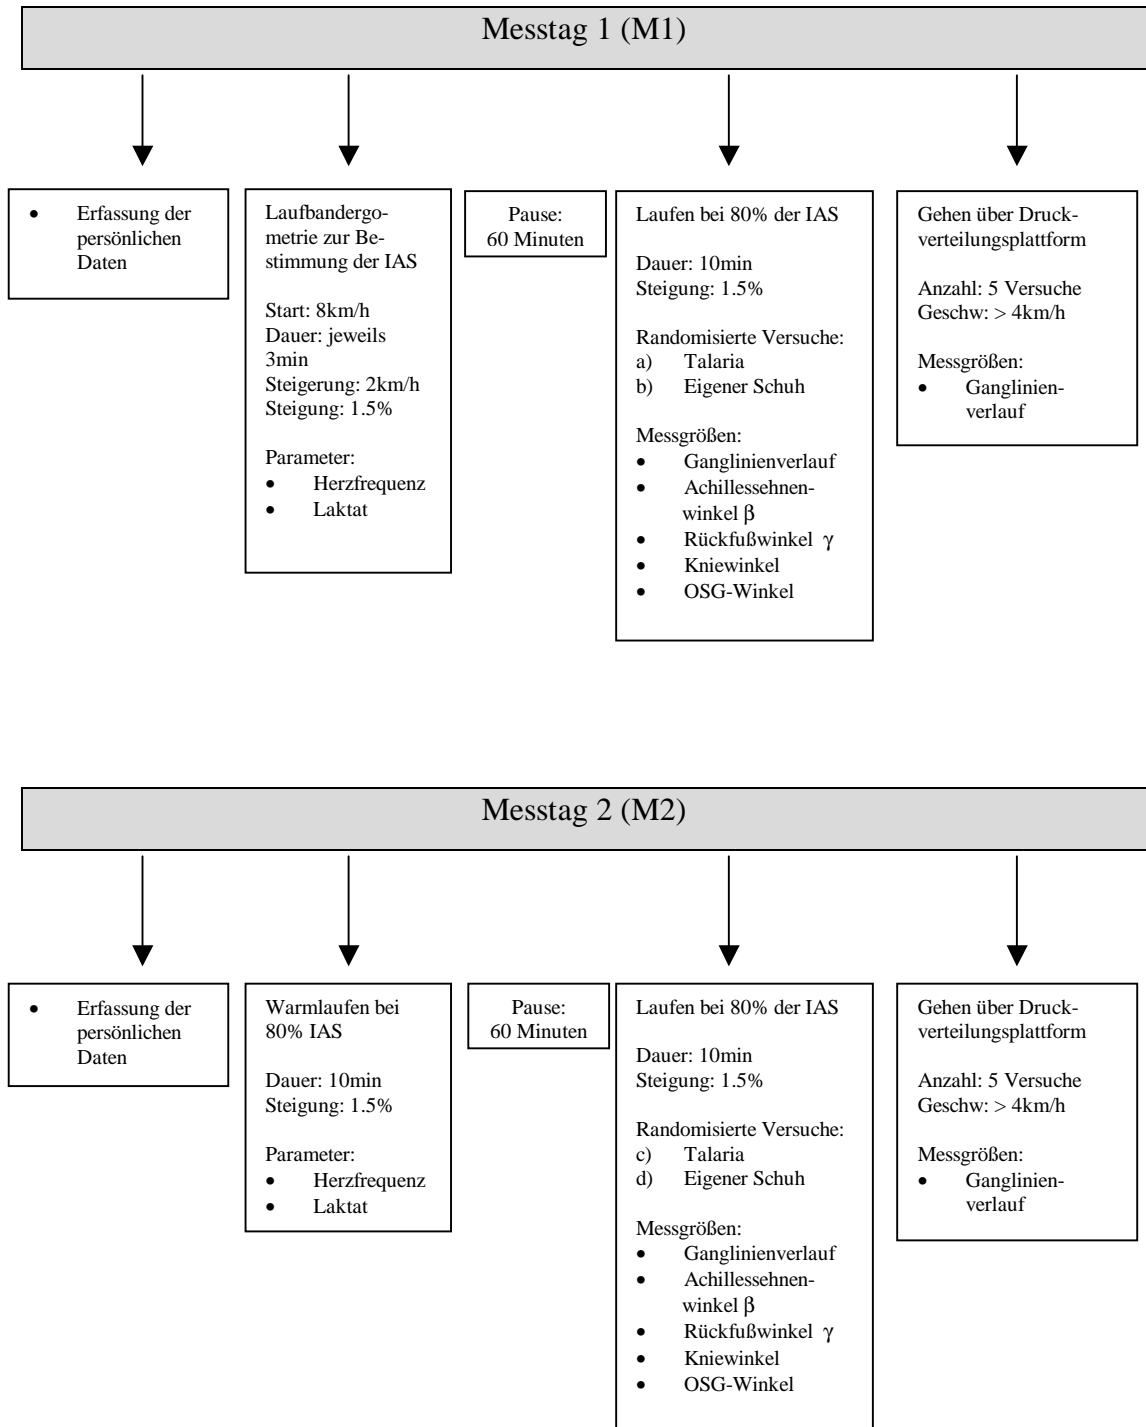 Messtag 1 (M1)
• Erfassung der
persönlichen
Daten
Laufbandergo-
ometrie zur Be-
stimmung der IAS
Start: 8km/h
Dauer: jeweils
3min
Steigerung: 2km/h
Steigung: 1.5%
Parameter:
• Herzfrequenz
• Laktat
Pause:
60 Minuten
Laufen bei 80% der IAS
Dauer: 10min
Steigung: 1.5%
Randomisierte Versuche:
a) Talaria
b) Eigener Schuh
Messgrößen:
• Ganglinienverlauf
• Achillessehnen-
winkel β
• Rückfußwinkel γ
• Kniewinkel
• OSG-Winkel
Gehen über Druck-
verteilungsplattform
Anzahl: 5 Versuche
Geschw: > 4km/h
Messgrößen:
• Ganglinien-
verlauf
Messtag 2 (M2)
• Erfassung der
persönlichen
Daten
Warmlaufen bei
80% IAS
Dauer: 10min
Steigung: 1.5%
Parameter:
• Herzfrequenz
• Laktat
Pause:
60 Minuten
Laufen bei 80% der IAS
Dauer: 10min
Steigung: 1.5%
Randomisierte Versuche:
c) Talaria
d) Eigener Schuh
Messgrößen:
• Ganglinienverlauf
• Achillessehnen-
winkel β
• Rückfußwinkel γ
• Kniewinkel
• OSG-Winkel
Gehen über Druck-
verteilungsplattform
Anzahl: 5 Versuche
Geschw: > 4km/h
Messgrößen:
• Ganglinien-
verlauf